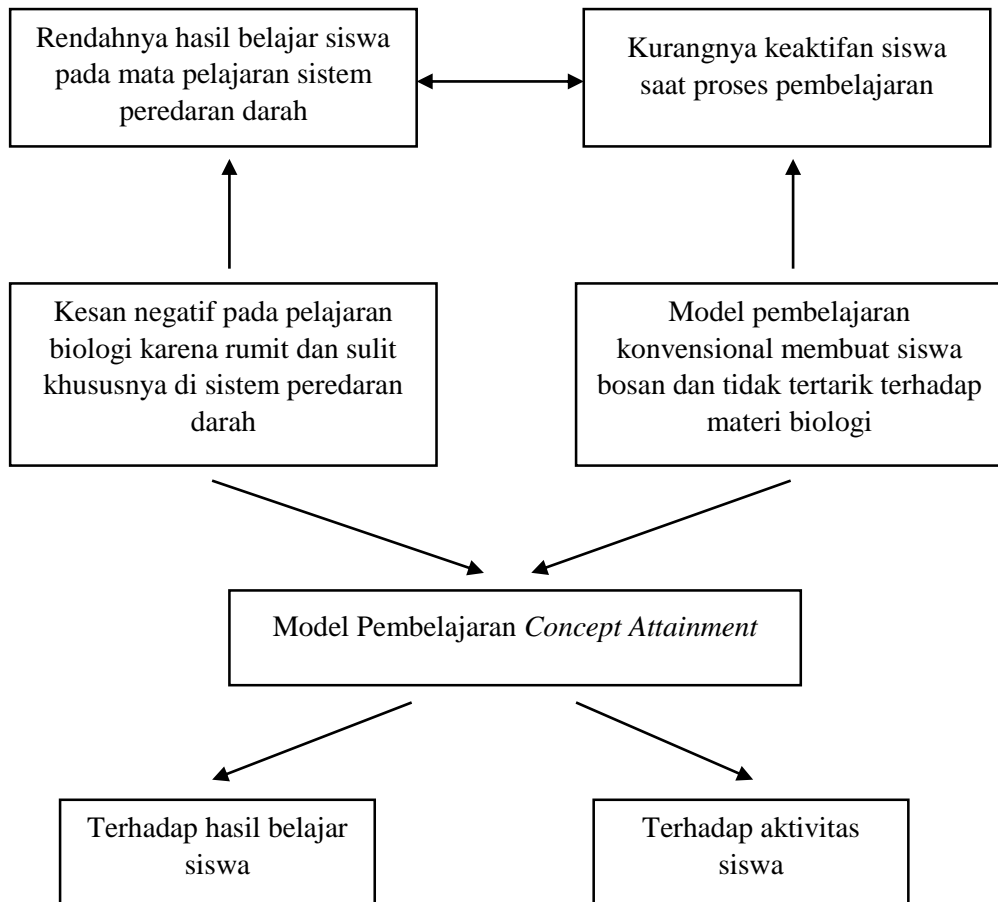 Rendahnya hasil belajar siswa
pada mata pelajaran sistem
peredaran darah
Kurangnya keaktifan siswa
saat proses pembelajaran
Kesan negatif pada pelajaran
biologi karena rumit dan sulit
khususnya di sistem peredaran
darah
Model pembelajaran
konvensional membuat siswa
bosan dan tidak tertarik terhadap
materi biologi
Model Pembelajaran Concept Attainment
Terhadap hasil belajar
siswa
Terhadap aktivitas
siswa